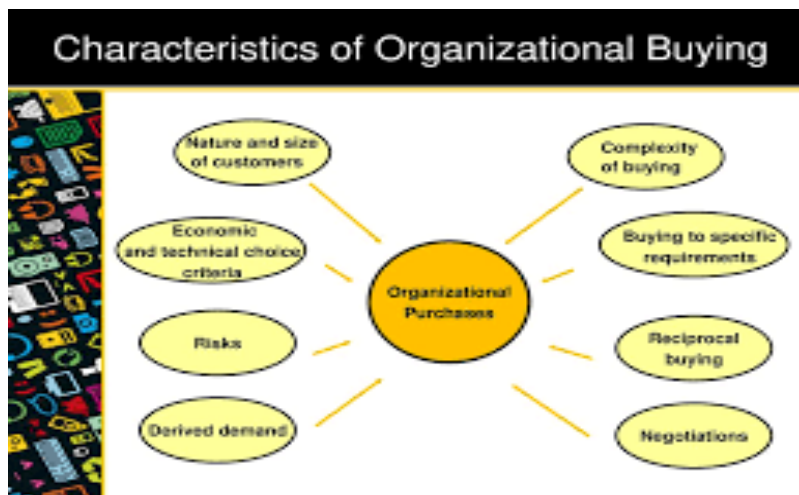 Characteristics of Organizational Buying
Nature and size
of customers
Complexity
of buying
Economic
and technical choice
criteria
Buying to specific
requirements
Organizational
Purchases
Risks
Reciprocal
buying
Derived demand
Negotiations